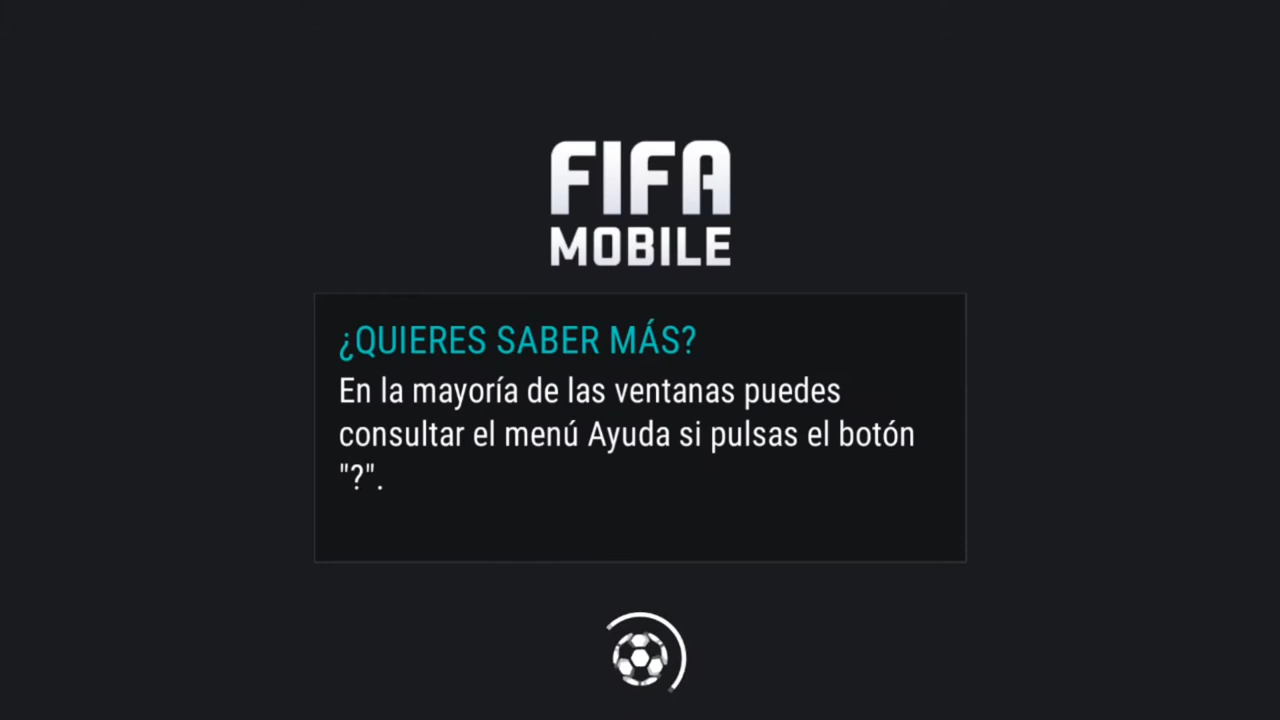 FIFA
MOBILE
¿QUIERES SABER MÁS?
En la mayoría de las ventanas puedes
consultar el menú Ayuda si pulsas el botón
"?".